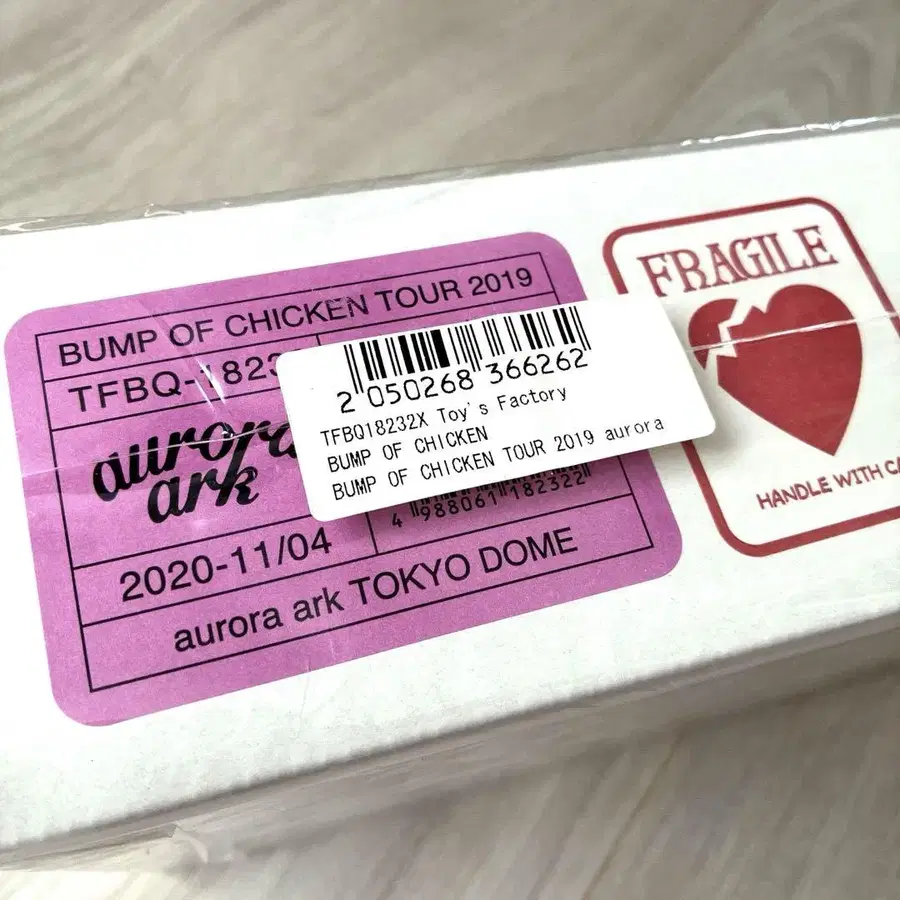 BUMP OF CHICKEN TOUR 2019
TFBQ-1823
aurora
ark
2020-11/04
aurora ark TOKYO DOME
4 988061 182322
2 050268 366262
TFBQ18232X Toy's Factory
BUMP OF CHICKEN
BUMP OF CHICKEN TOUR 2019 aurora
FRAGILE
HANDLE WITH CA